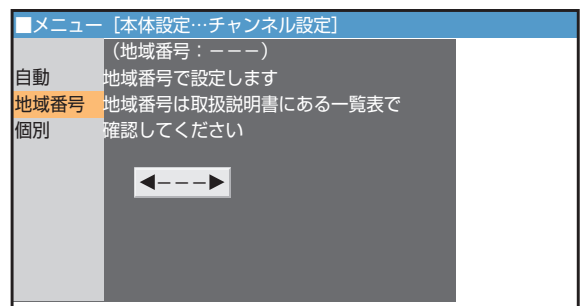 ■メニュー [本体設定…チャンネル設定]
(地域番号：－－－)
自動 地域番号で設定します
地域番号 地域番号は取扱説明書にある一覧表で
個別 確認してください
◀－－－▶